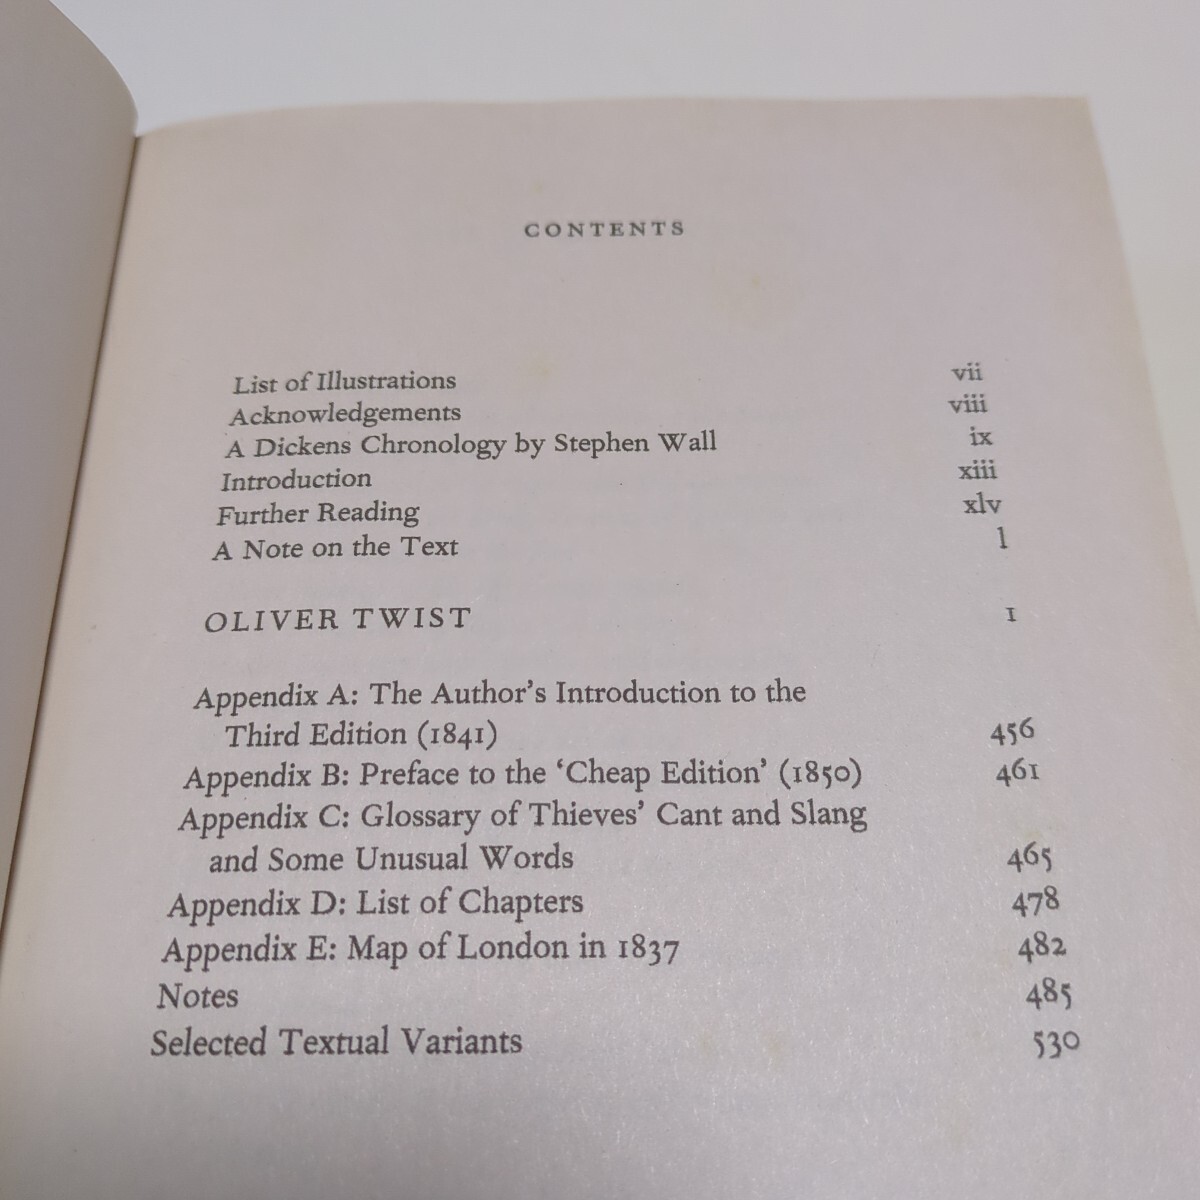 CONTENTS
List of Illustrations vii
Acknowledgements viii
A Dickens Chronology by Stephen Wall ix
Introduction xiii
Further Reading xlv
A Note on the Text l
OLIVER TWIST 1
Appendix A: The Author's Introduction to the
Third Edition (1841) 456
Appendix B: Preface to the ‘Cheap Edition’ (1850) 461
Appendix C: Glossary of Thieves’ Cant and Slang
and Some Unusual Words 465
Appendix D: List of Chapters 478
Appendix E: Map of London in 1837 482
Notes 485
Selected Textual Variants 530